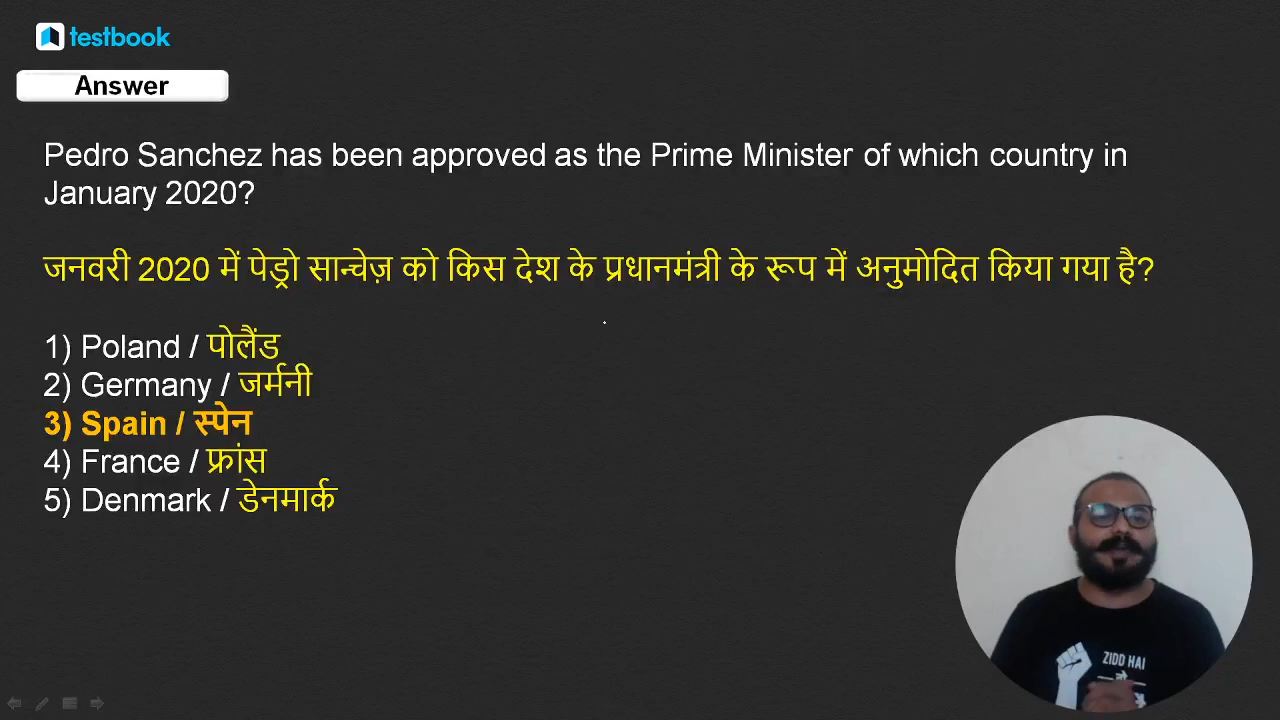 testbook
Answer
Pedro Sanchez has been approved as the Prime Minister of which country in
January 2020?
जनवरी 2020 में पेड्रो सान्चेज़ को किस देश के प्रधानमंत्री के रूप में अनुमोदित किया गया है?
1) Poland / पोलैंड
2) Germany / जर्मनी
3) Spain / स्पेन
4) France / फ्रांस
5) Denmark / डेनमार्क
ZIDD HAI